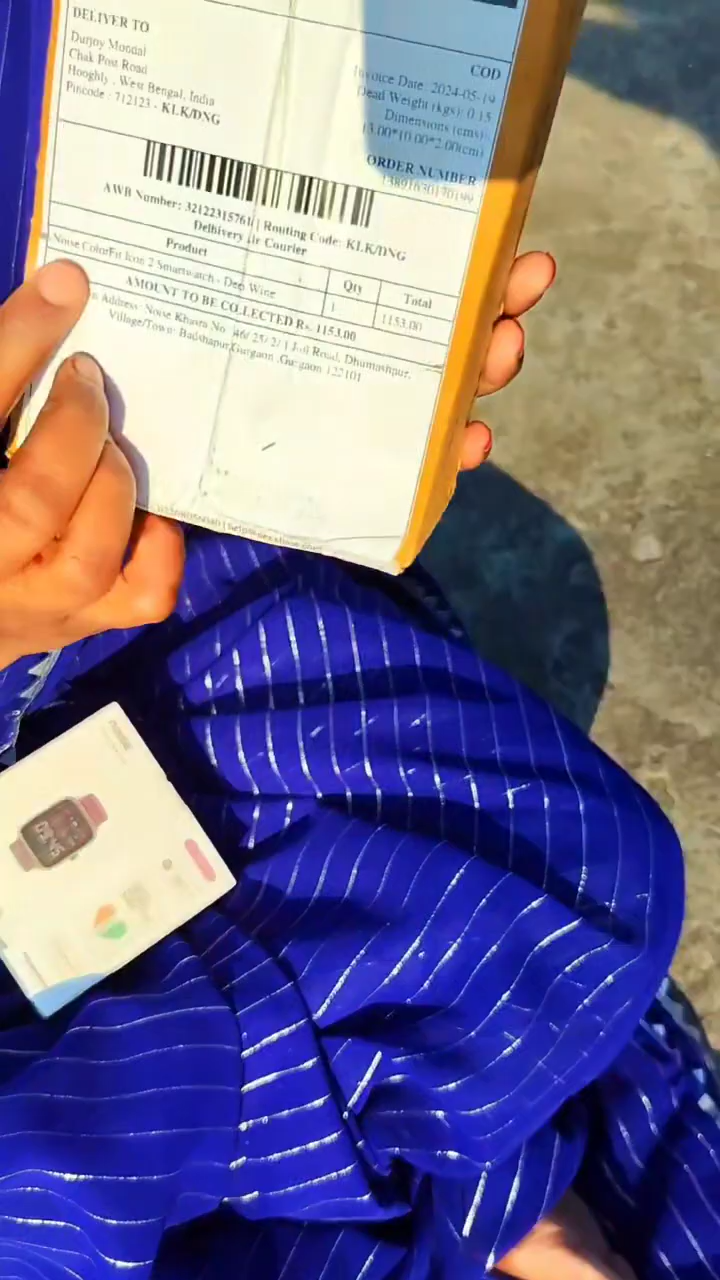 DELIVER TO
Durjoy Mondal
Chak Post Road
Hooghly , West Bengal, India
Pincode : 712123 - KLK/DNG
COD
Invoice Date: 2024-05-19
Dead Weight (kgs): 0.15
Dimensions (cms):
13.00*10.00*2.00(cm)
ORDER NUMBER
AWB Number: 32122315761 | Routing Code: KLK/DNG
Delhivery Air Courier
Product Qty Total
Noise ColorFit Icon 2 Smartwatch - Deep Wine 1 1153.00
AMOUNT TO BE COLLECTED Rs. 1153.00
Address: Noise Khasra No. 46/ 25/ 2/ 1 Road, Dhumashpur,
Village/Town: Badshapur,Gurgaon ,Gurgaon 122101